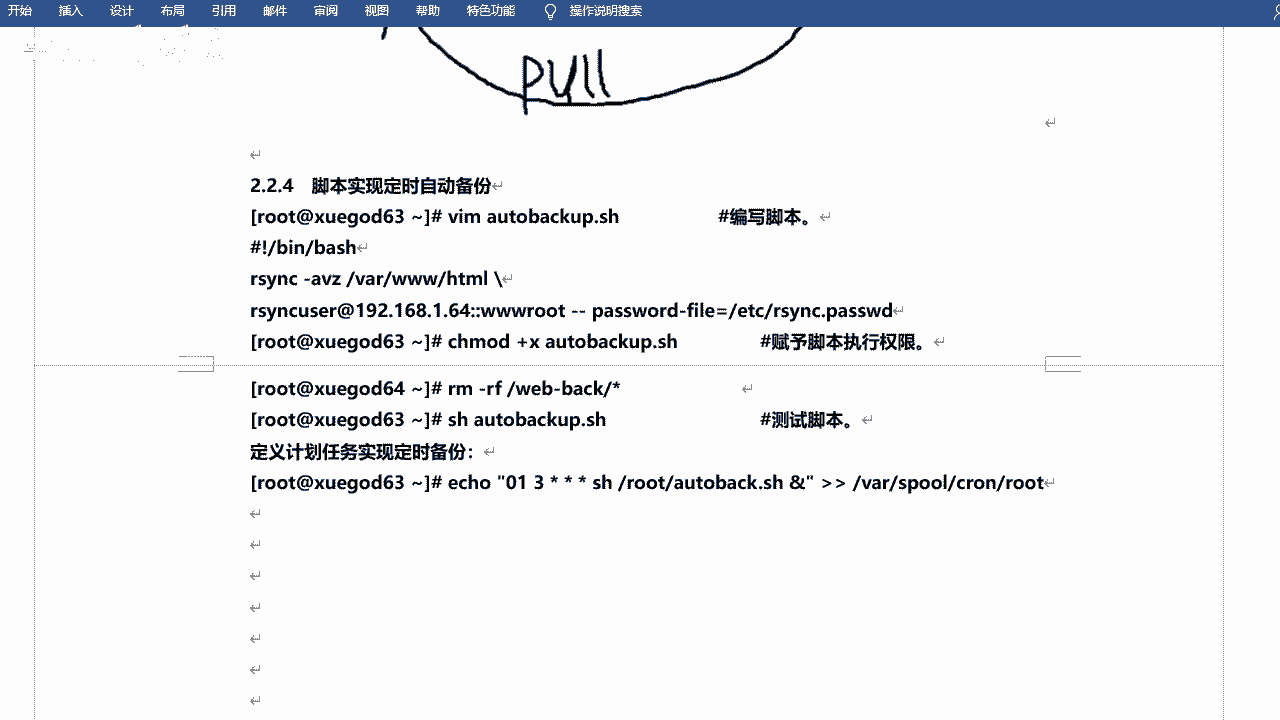 开始 插入 设计 布局 引用 邮件 审阅 视图 帮助 特色功能 操作说明搜索
pull
2.2.4 脚本实现定时自动备份
[root@xuegod63 ~]# vim autobackup.sh #编写脚本。
#!/bin/bash
rsync -avz /var/www/html \
rsyncuser@192.168.1.64::wwwroot -- password-file=/etc/rsync.passwd
[root@xuegod63 ~]# chmod +x autobackup.sh #赋予脚本执行权限。
[root@xuegod64 ~]# rm -rf /web-back/*
[root@xuegod63 ~]# sh autobackup.sh #测试脚本。
定义计划任务实现定时备份：
[root@xuegod63 ~]# echo "01 3 * * * sh /root/autoback.sh &" >> /var/spool/cron/root